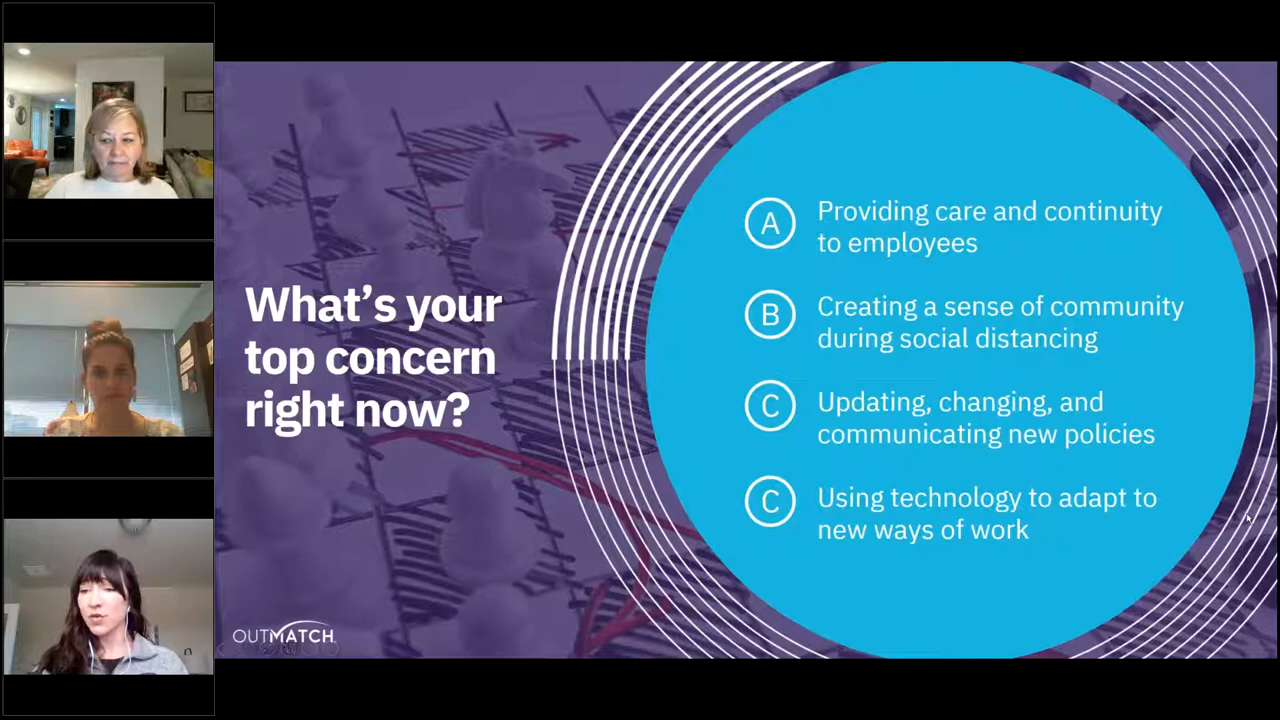 What's your
top concern
right now?
A Providing care and continuity
to employees
B Creating a sense of community
during social distancing
C Updating, changing, and
communicating new policies
C Using technology to adapt to
new ways of work
OUTMATCH